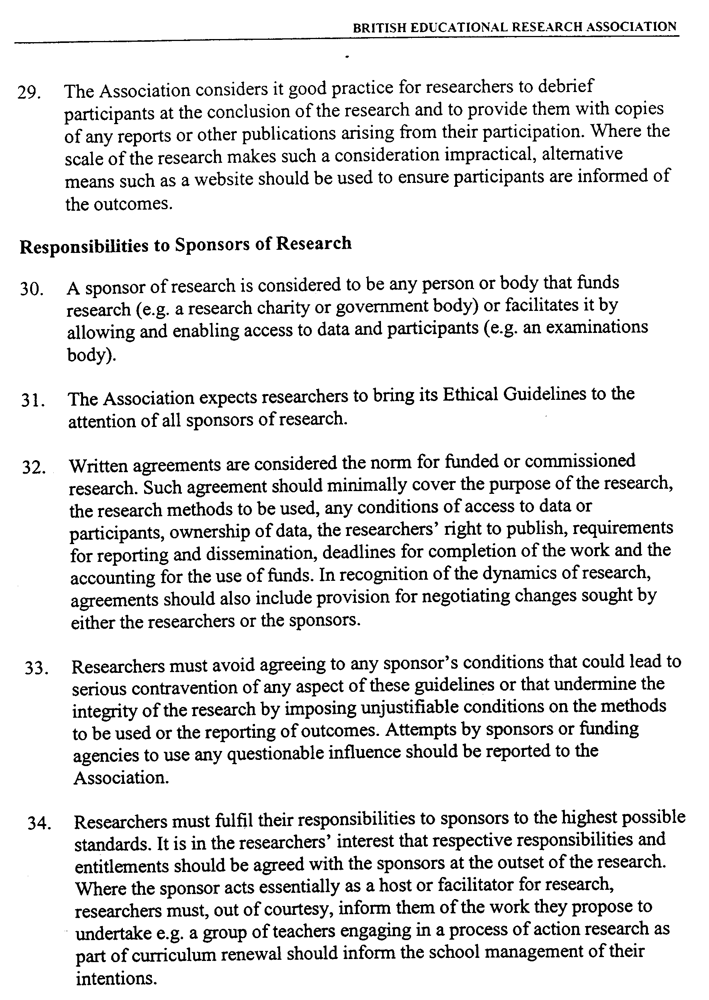 BRITISH EDUCATIONAL RESEARCH ASSOCIATION
29. The Association considers it good practice for researchers to debrief
participants at the conclusion of the research and to provide them with copies
of any reports or other publications arising from their participation. Where the
scale of the research makes such a consideration impractical, alternative
means such as a website should be used to ensure participants are informed of
the outcomes.
Responsibilities to Sponsors of Research
30. A sponsor of research is considered to be any person or body that funds
research (e.g. a research charity or government body) or facilitates it by
allowing and enabling access to data and participants (e.g. an examinations
body).
31. The Association expects researchers to bring its Ethical Guidelines to the
attention of all sponsors of research.
32. Written agreements are considered the norm for funded or commissioned
research. Such agreement should minimally cover the purpose of the research,
the research methods to be used, any conditions of access to data or
participants, ownership of data, the researchers' right to publish, requirements
for reporting and dissemination, deadlines for completion of the work and the
accounting for the use of funds. In recognition of the dynamics of research,
agreements should also include provision for negotiating changes sought by
either the researchers or the sponsors.
33. Researchers must avoid agreeing to any sponsor's conditions that could lead to
serious contravention of any aspect of these guidelines or that undermine the
integrity of the research by imposing unjustifiable conditions on the methods
to be used or the reporting of outcomes. Attempts by sponsors or funding
agencies to use any questionable influence should be reported to the
Association.
34. Researchers must fulfil their responsibilities to sponsors to the highest possible
standards. It is in the researchers' interest that respective responsibilities and
entitlements should be agreed with the sponsors at the outset of the research.
Where the sponsor acts essentially as a host or facilitator for research,
researchers must, out of courtesy, inform them of the work they propose to
undertake e.g. a group of teachers engaging in a process of action research as
part of curriculum renewal should inform the school management of their
intentions.